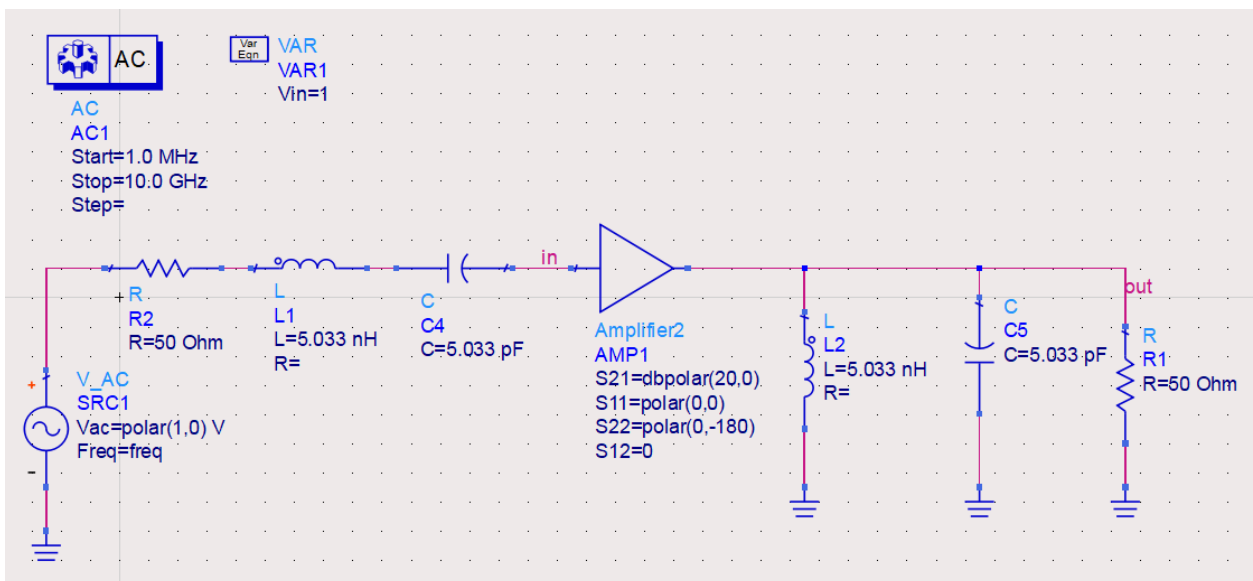 AC
AC
AC1
Start=1.0 MHz
Stop=10.0 GHz
Step=
Var
Eqn
VAR
VAR1
Vin=1
R
R2
R=50 Ohm
L
L1
L=5.033 nH
R=
C
C4
C=5.033 pF
in
Amplifier2
AMP1
S21=dbpolar(20,0)
S11=polar(0,0)
S22=polar(0,-180)
S12=0
L
L2
L=5.033 nH
R=
C
C5
C=5.033 pF
out
R
R1
R=50 Ohm
+
V_AC
SRC1
Vac=polar(1,0) V
Freq=freq
-